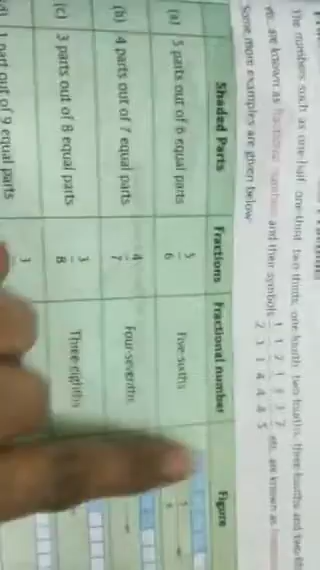 The numbers such as one-half, one-third, two-thirds, one-fourth, two-fourths, three-fourths and two
etc. are known as fractional numbers and their symbols 1/2, 1/3, 2/3, 1/4, 2/4, 3/4, 2/5 etc. are known as
Some more examples are given below
Shaded Parts Fractions Fractional number Figure
(a) 5 parts out of 6 equal parts 5/6 Five-sixths
(b) 4 parts out of 7 equal parts 4/7 Four-sevenths
(c) 3 parts out of 8 equal parts 3/8 Three-eighths
(d) 1 part out of 9 equal parts 1